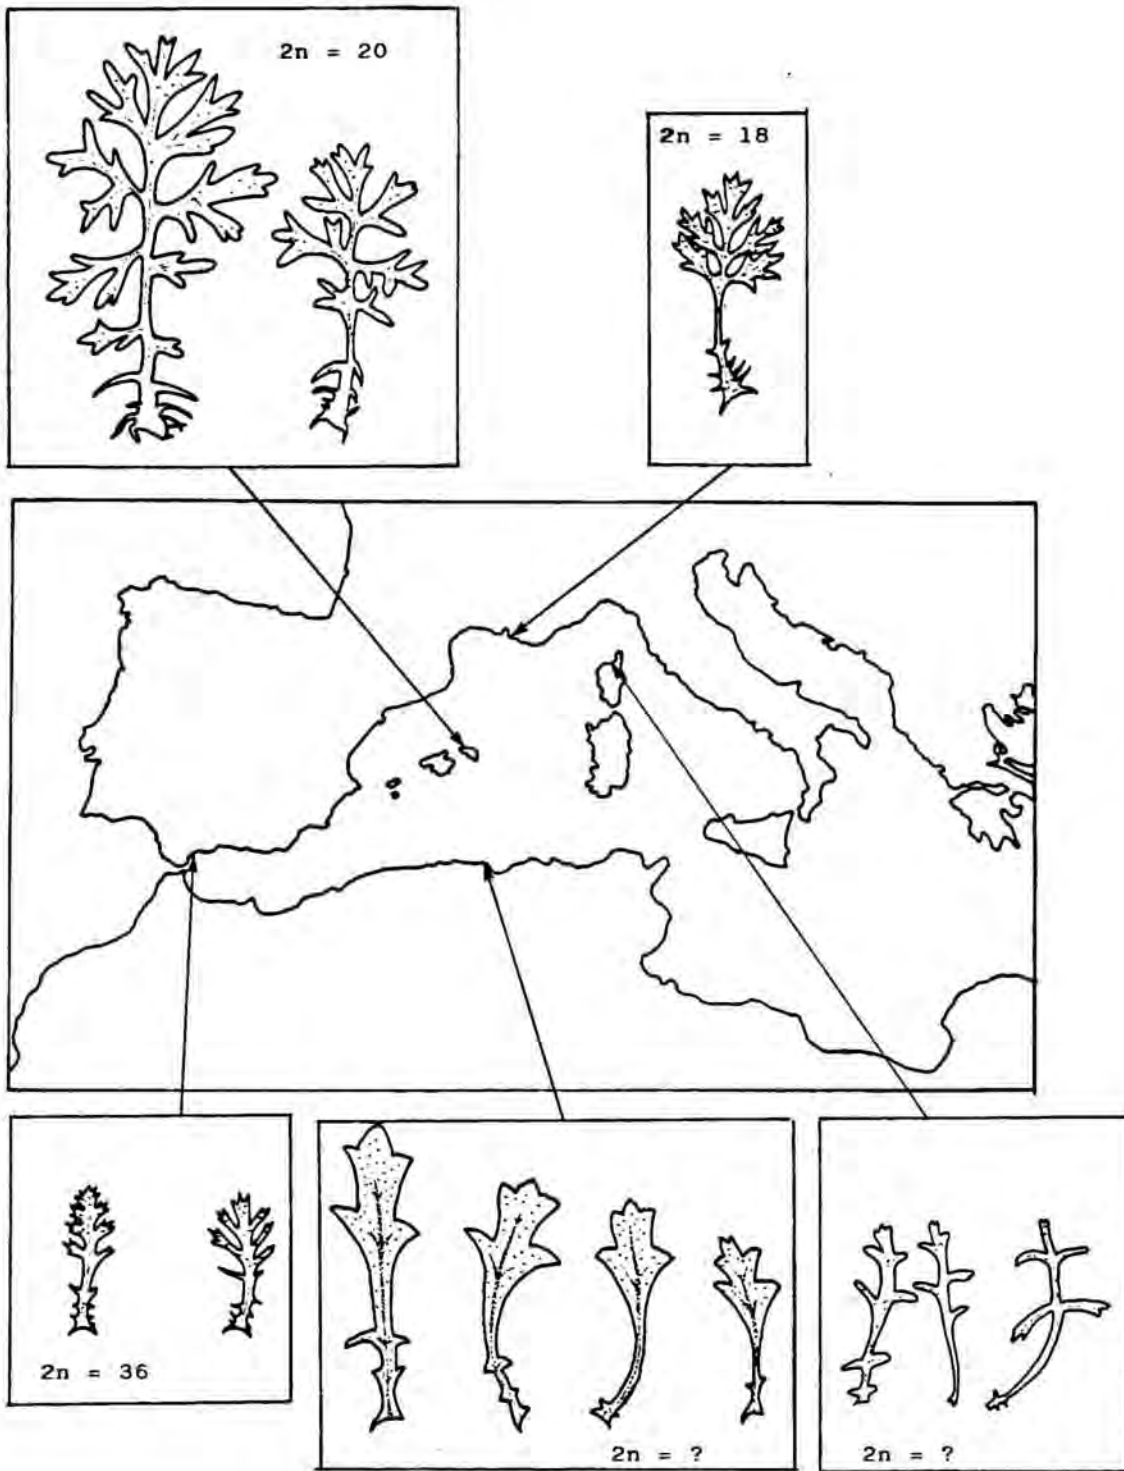 2n = 20
2n = 18
2n = 36
2n = ?
2n = ?